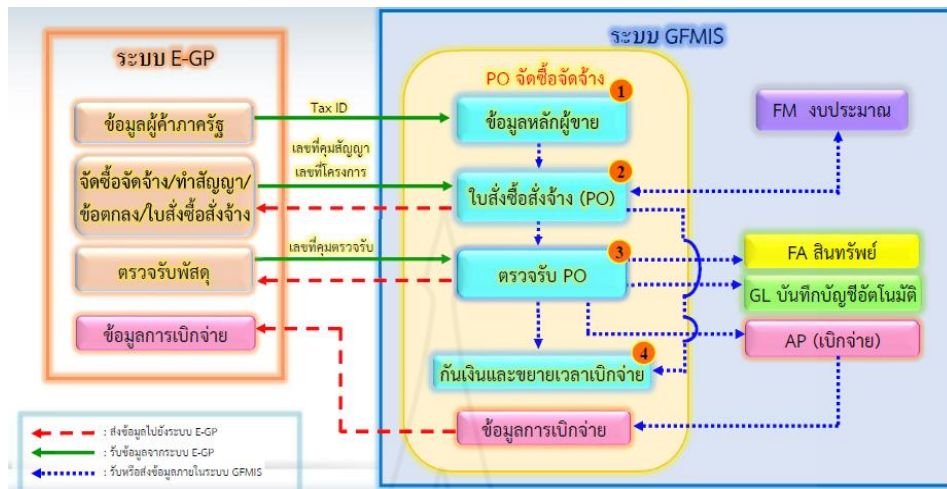 ระบบ E-GP
ข้อมูลผู้ค้าภาครัฐ
จัดซื้อจัดจ้าง/ทำสัญญา/
ข้อตกลง/ใบสั่งซื้อสั่งจ้าง
ตรวจรับพัสดุ
ข้อมูลการเบิกจ่าย
Tax ID
เลขที่คุมสัญญา
เลขที่โครงการ
เลขที่คุมตรวจรับ
ระบบ GFMIS
PO จัดซื้อจัดจ้าง
1
ข้อมูลหลักผู้ขาย
2
ใบสั่งซื้อสั่งจ้าง (PO)
3
ตรวจรับ PO
4
กันเงินและขยายเวลาเบิกจ่าย
ข้อมูลการเบิกจ่าย
FM งบประมาณ
FA สินทรัพย์
GL บันทึกบัญชีอัตโนมัติ
AP (เบิกจ่าย)
: ส่งข้อมูลไปยังระบบ E-GP
: รับข้อมูลจากระบบ E-GP
: รับหรือส่งข้อมูลภายในระบบ GFMIS